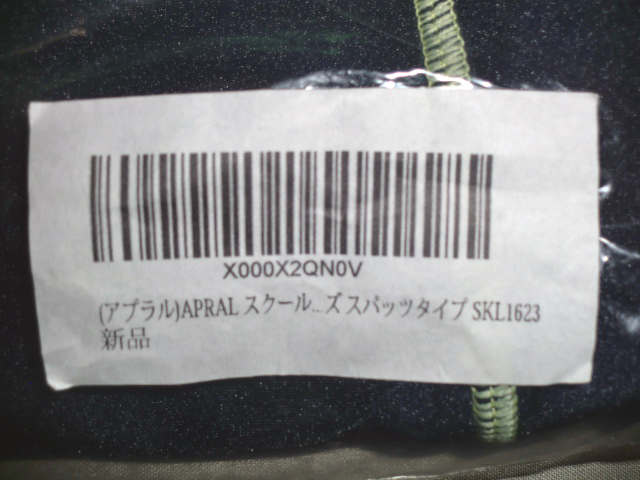 X000X2QN0V
(アプラル)APRAL スクール...ズ スパッツタイプ SKL1623
新品